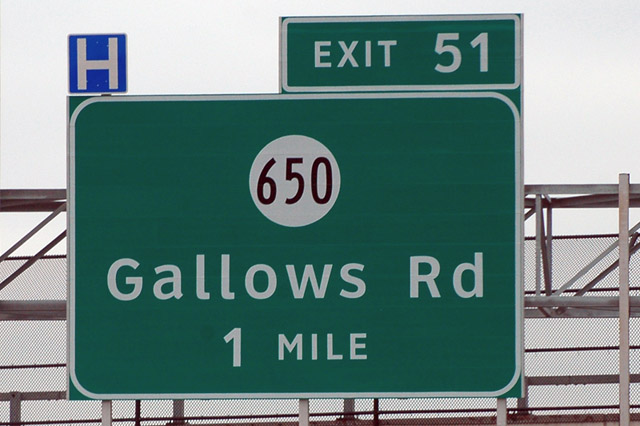 H
EXIT 51
650
Gallows Rd
1 MILE